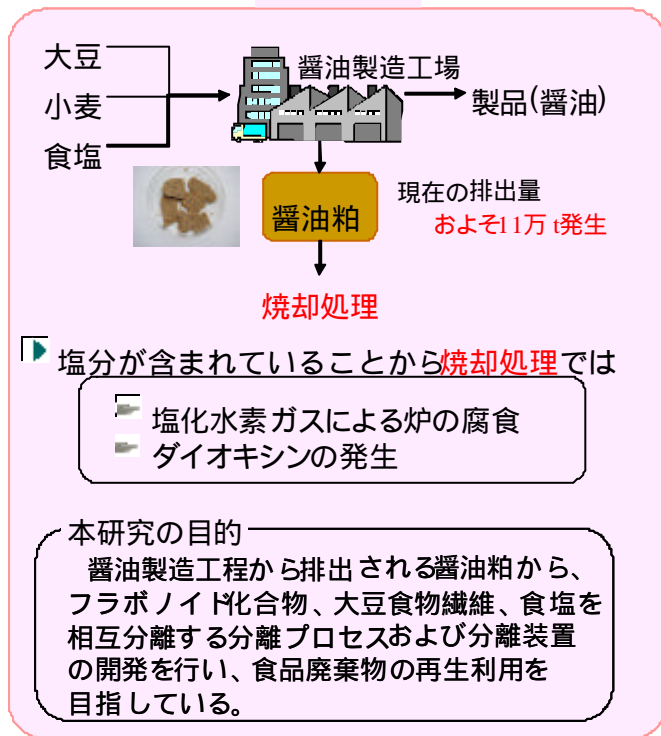 大豆
小麦
食塩
醤油製造工場
製品(醤油)
醤油粕
現在の排出量
およそ11万 t発生
焼却処理
塩分が含まれていることから焼却処理では
塩化水素ガスによる炉の腐食
ダイオキシンの発生
本研究の目的
醤油製造工程から排出される醤油粕から、
フラボノイド化合物、大豆食物繊維、食塩を
相互分離する分離プロセスおよび分離装置
の開発を行い、食品廃棄物の再生利用を
目指している。